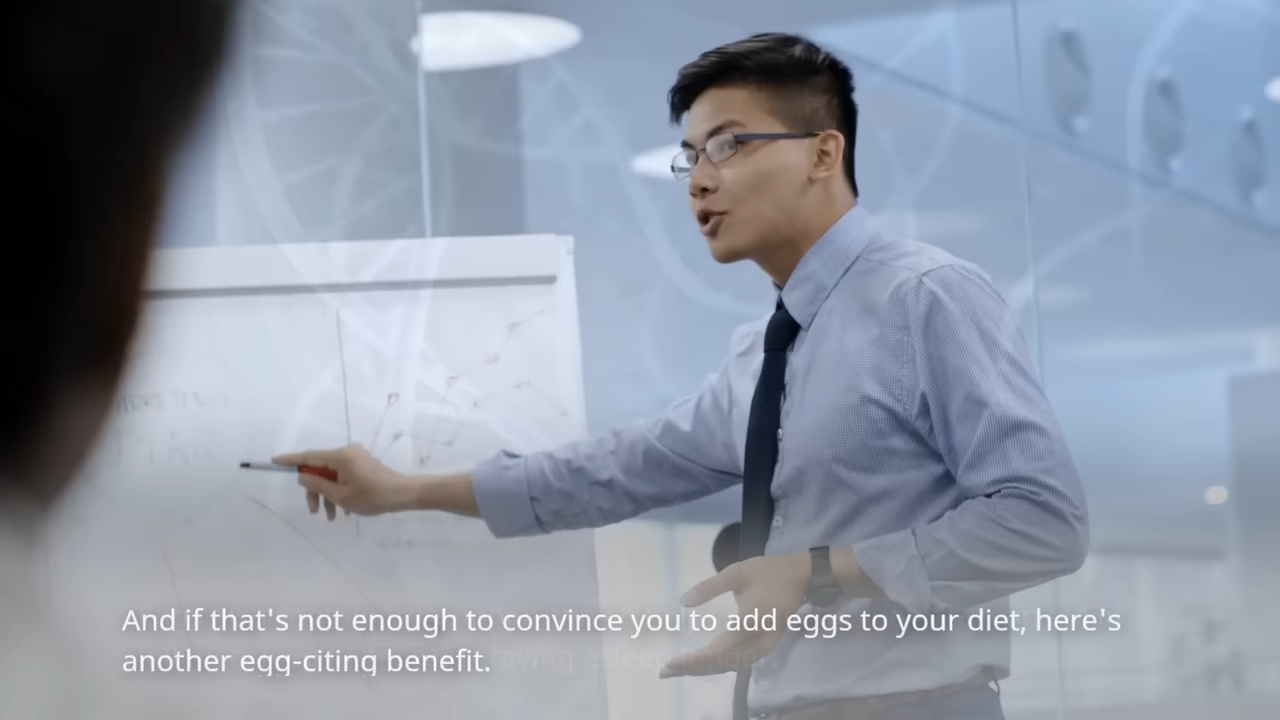 And if that's not enough to convince you to add eggs to your diet, here's
another egg-citing benefit.